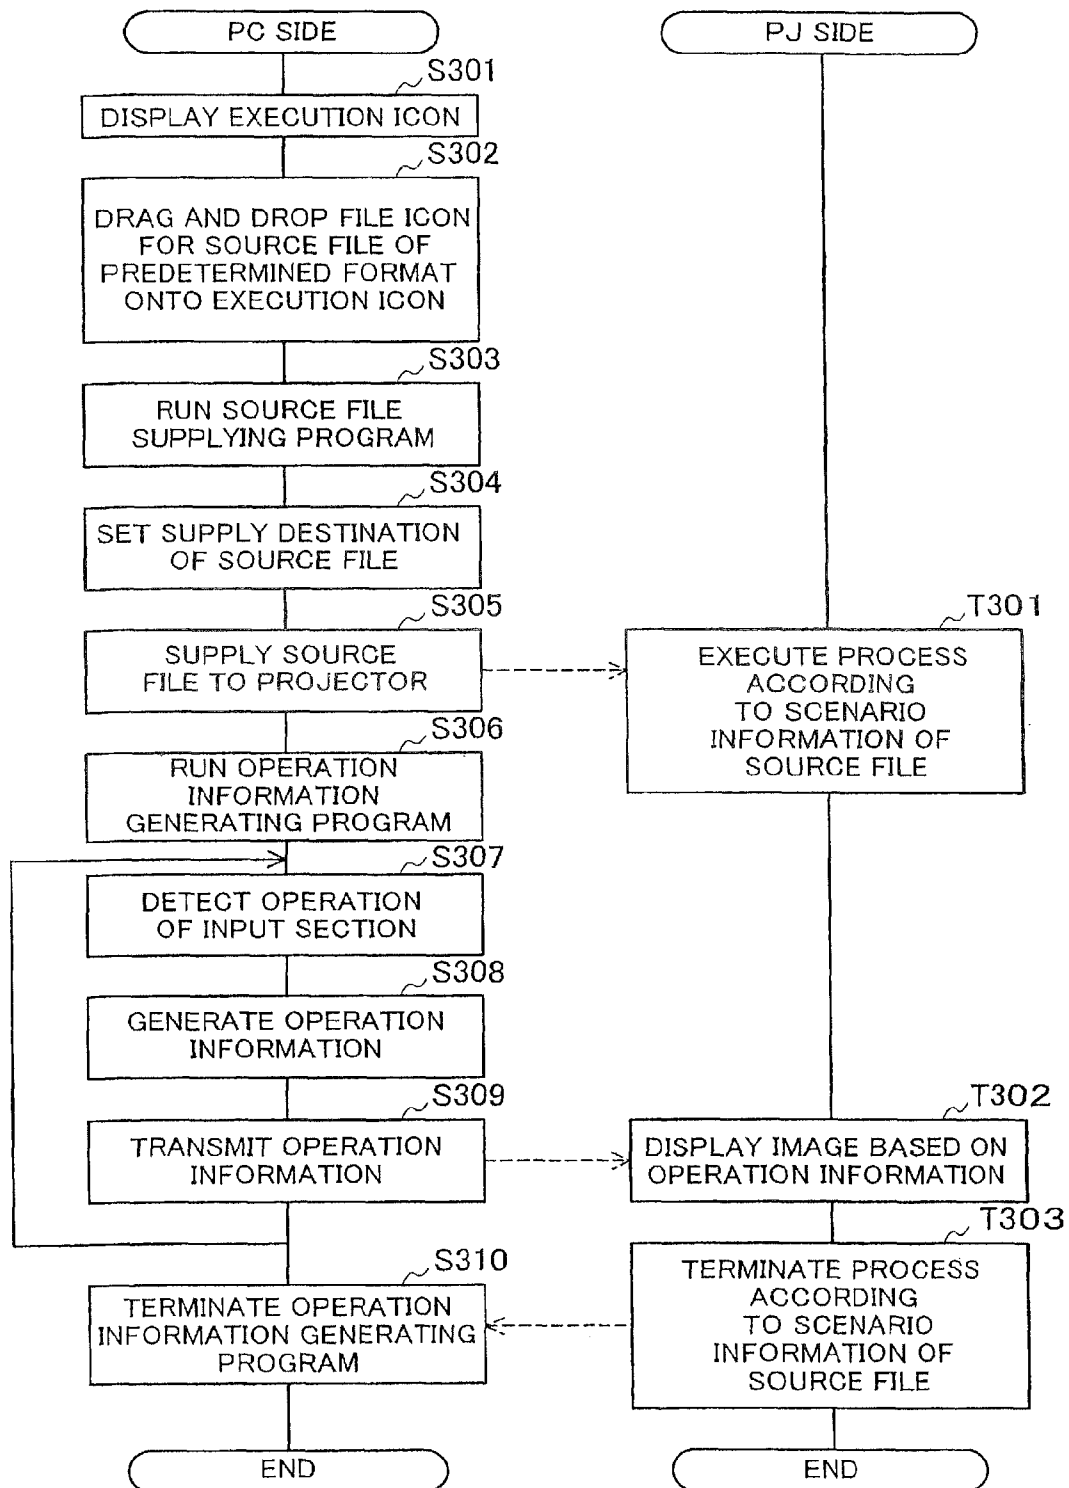 PC SIDE
S301
DISPLAY EXECUTION ICON
S302
DRAG AND DROP FILE ICON
FOR SOURCE FILE OF
PREDETERMINED FORMAT
ONTO EXECUTION ICON
S303
RUN SOURCE FILE
SUPPLYING PROGRAM
S304
SET SUPPLY DESTINATION
OF SOURCE FILE
S305
SUPPLY SOURCE
FILE TO PROJECTOR
S306
RUN OPERATION
INFORMATION
GENERATING PROGRAM
S307
DETECT OPERATION
OF INPUT SECTION
S308
GENERATE OPERATION
INFORMATION
S309
TRANSMIT OPERATION
INFORMATION
S310
TERMINATE OPERATION
INFORMATION GENERATING
PROGRAM
END
PJ SIDE
T301
EXECUTE PROCESS
ACCORDING
TO SCENARIO
INFORMATION OF
SOURCE FILE
T302
DISPLAY IMAGE BASED ON
OPERATION INFORMATION
T303
TERMINATE PROCESS
ACCORDING
TO SCENARIO
INFORMATION OF
SOURCE FILE
END